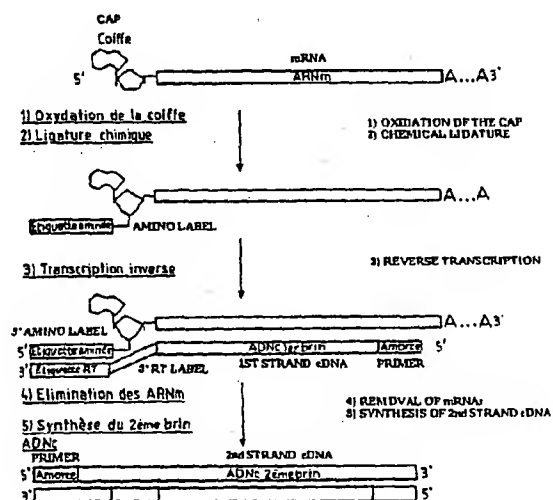 CAP
Coiffe
5'
mRNA
ARNm
A...A3'
1) Oxydation de la coiffe
2) Ligature chimique
1) OXIDATION OF THE CAP
2) CHEMICAL LIDATURE
A...A
Etiquette aminée
AMINO LABEL
3) Transcription inverse
3) REVERSE TRANSCRIPTION
A...A3'
3' AMINO LABEL
5'
Etiquette aminée
ADNc 1er brin
Amorce
5'
3'
Etiquette RT
3' RT LABEL
1ST STRAND cDNA
PRIMER
4) Elimination des ARNm
4) REMOVAL OF mRNAs
5) Synthèse du 2ème brin
ADNc
5) SYNTHESIS OF 2nd STRAND cDNA
PRIMER
2nd STRAND cDNA
5'
Amorce
ADNc 2ème brin
3'
3'
5'